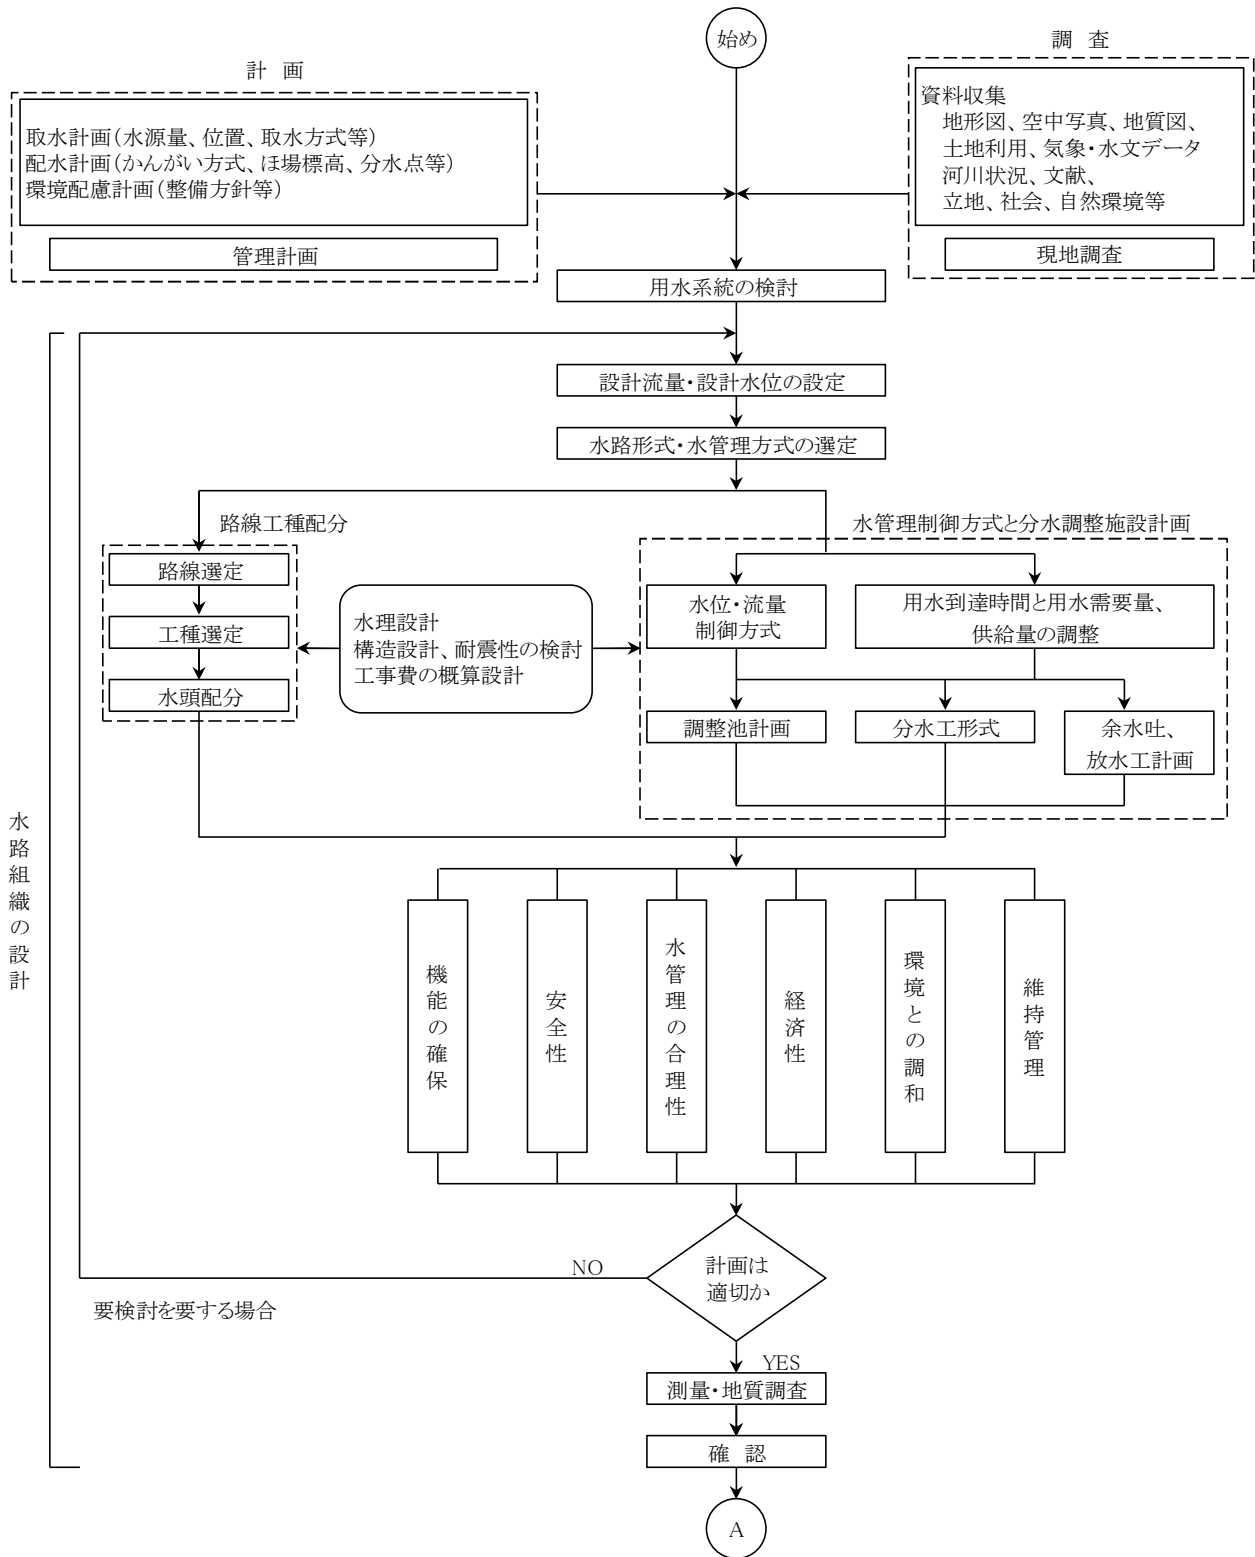 始め
計 画
取水計画(水源量、位置、取水方式等)
配水計画(かんがい方式、ほ場標高、分水点等)
環境配慮計画(整備方針等)
管理計画
調 査
資料収集
地形図、空中写真、地質図、
土地利用、気象・水文データ
河川状況、文献、
立地、社会、自然環境等
現地調査
用水系統の検討
設計流量・設計水位の設定
水路形式・水管理方式の選定
路線工種配分
路線選定
工種選定
水頭配分
水理設計
構造設計、耐震性の検討
工事費の概算設計
水管理制御方式と分水調整施設計画
水位・流量
制御方式
用水到達時間と用水需要量、
供給量の調整
調整池計画
分水工形式
余水吐、
放水工計画
水路組織の設計
機能の確保
安全性
水管理の合理性
経済性
環境との調和
維持管理
計画は
適切か
NO
要検討を要する場合
YES
測量・地質調査
確 認
A